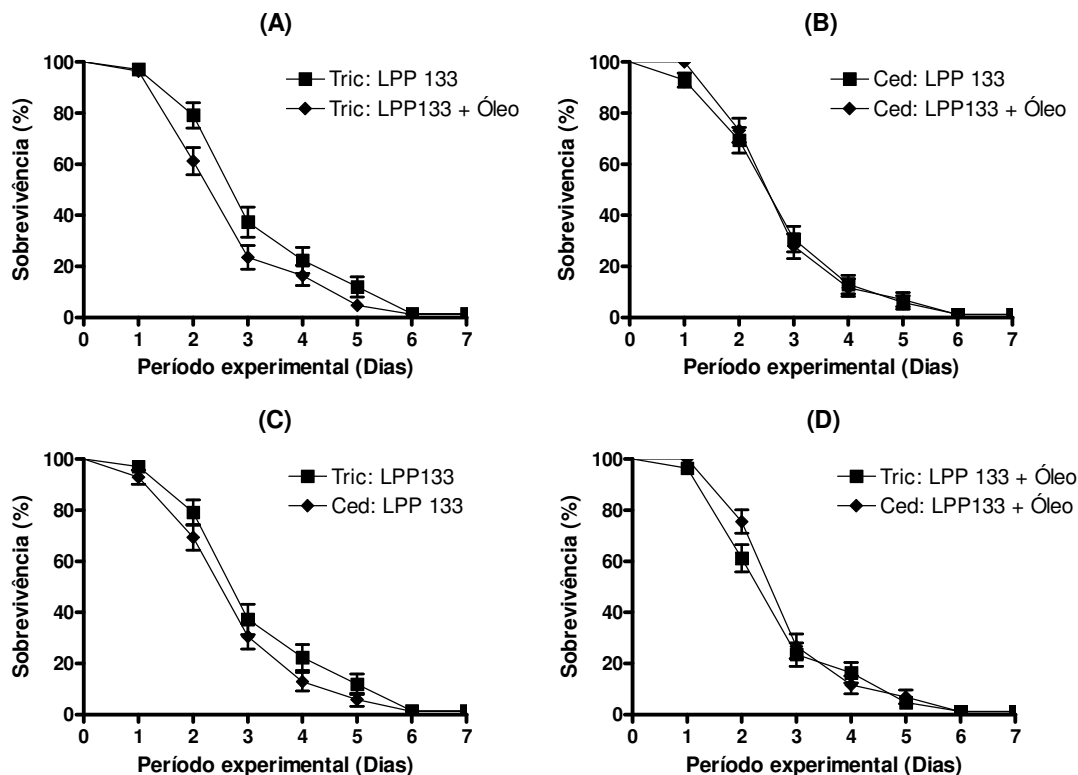 (A)
Sobrevivência (%)
100
80
60
40
20
0
Tric: LPP 133
Tric: LPP133 + Óleo
0 1 2 3 4 5 6 7
Período experimental (Dias)
(B)
Sobrevivencia (%)
100
80
60
40
20
0
Ced: LPP 133
Ced: LPP133 + Óleo
0 1 2 3 4 5 6 7
Período experimental (Dias)
(C)
Sobrevivência (%)
100
80
60
40
20
0
Tric: LPP133
Ced: LPP 133
0 1 2 3 4 5 6 7
Período experimental (Dias)
(D)
Sobrevivência (%)
100
80
60
40
20
0
Tric: LPP 133 + Óleo
Ced: LPP133 + Óleo
0 1 2 3 4 5 6 7
Período experimental (Dias)